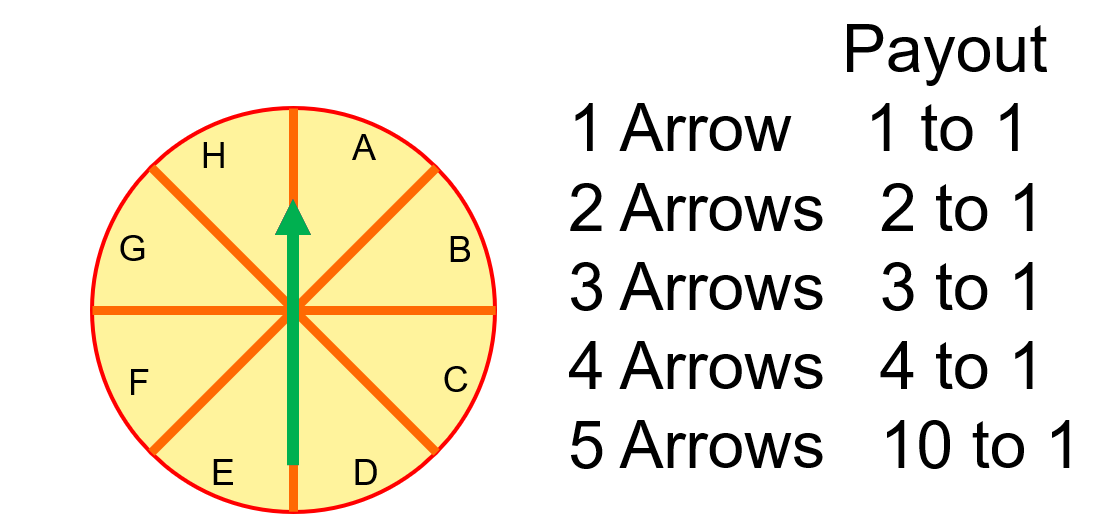 H
A
G
B
F
C
E
D
Payout
1 Arrow 1 to 1
2 Arrows 2 to 1
3 Arrows 3 to 1
4 Arrows 4 to 1
5 Arrows 10 to 1